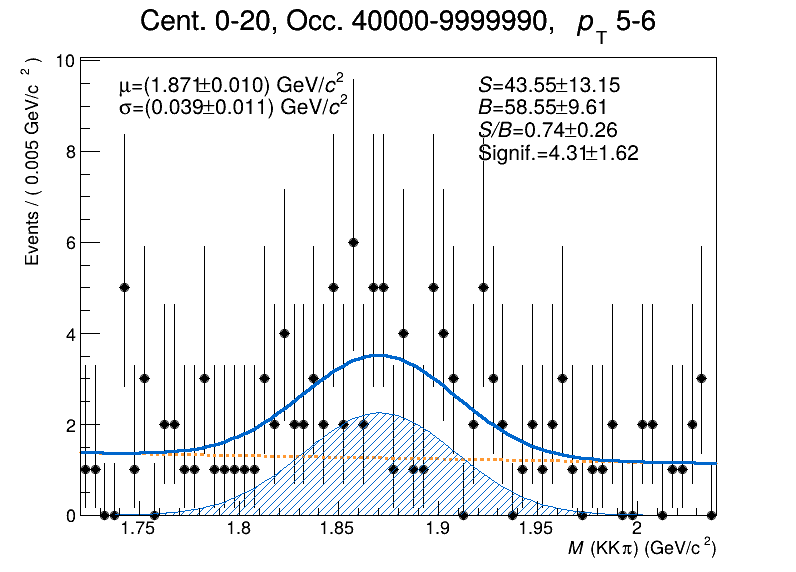 Cent. 0-20, Occ. 40000-9999990, pT 5-6
μ=(1.871±0.010) GeV/c²
σ=(0.039±0.011) GeV/c²
S=43.55±13.15
B=58.55±9.61
S/B=0.74±0.26
Signif.=4.31±1.62
Events / ( 0.005 GeV/c² )
10
8
6
4
2
0
1.75 1.8 1.85 1.9 1.95 2
M (KKπ) (GeV/c²)